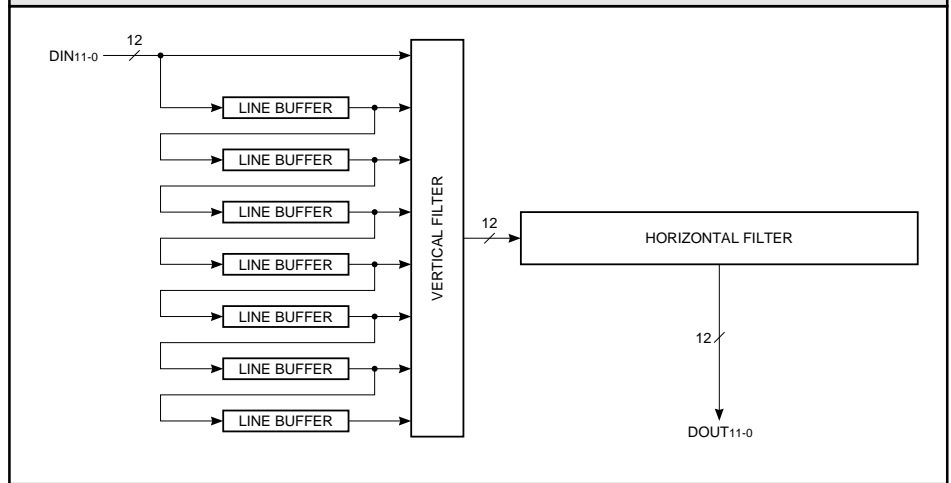 12
DIN11-0
LINE BUFFER
LINE BUFFER
LINE BUFFER
LINE BUFFER
LINE BUFFER
LINE BUFFER
LINE BUFFER
VERTICAL FILTER
12
HORIZONTAL FILTER
12
DOUT11-0